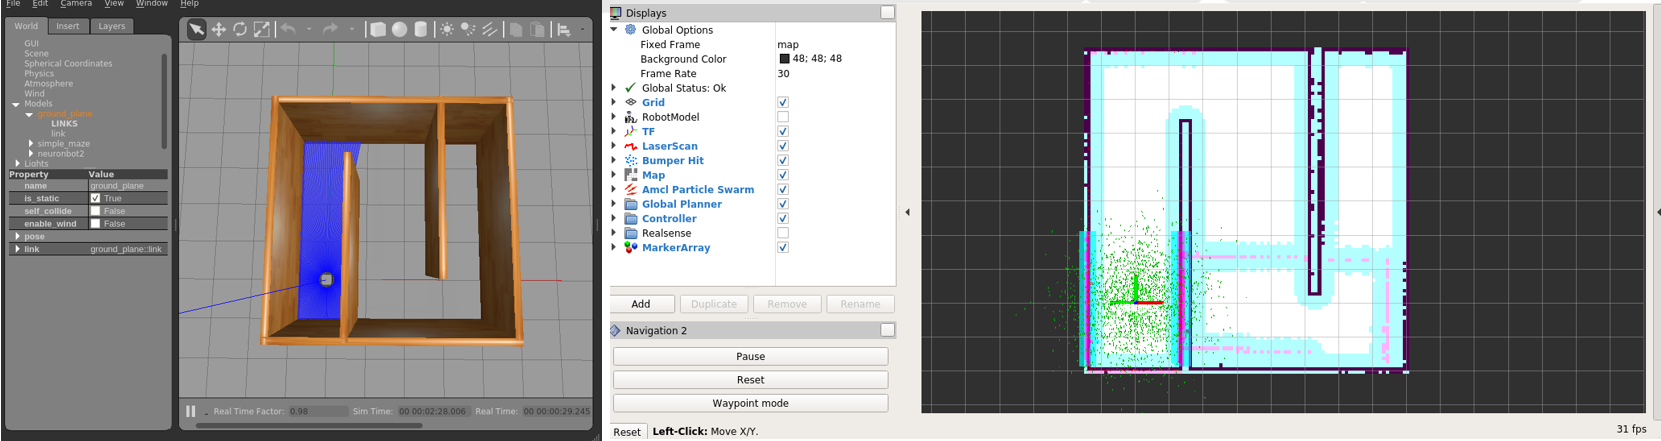 File Edit Camera View Window Help
World Insert Layers
GUI
Scene
Spherical Coordinates
Physics
Atmosphere
Wind
Models
ground_plane
LINKS
link
simple_maze
neuronbot2
Lights
Property Value
name ground_plane
is_static True
self_collide False
enable_wind False
pose
link ground_plane::link
Real Time Factor: 0.98 Sim Time: 00 00:02:28.006 Real Time: 00 00:00:29.245
Displays
Global Options
Fixed Frame map
Background Color 48; 48; 48
Frame Rate 30
Global Status: Ok
Grid
RobotModel
TF
LaserScan
Bumper Hit
Map
Amcl Particle Swarm
Global Planner
Controller
Realsense
MarkerArray
Add Duplicate Remove Rename
Navigation 2
Pause
Reset
Waypoint mode
Reset Left-Click: Move X/Y. 31 fps